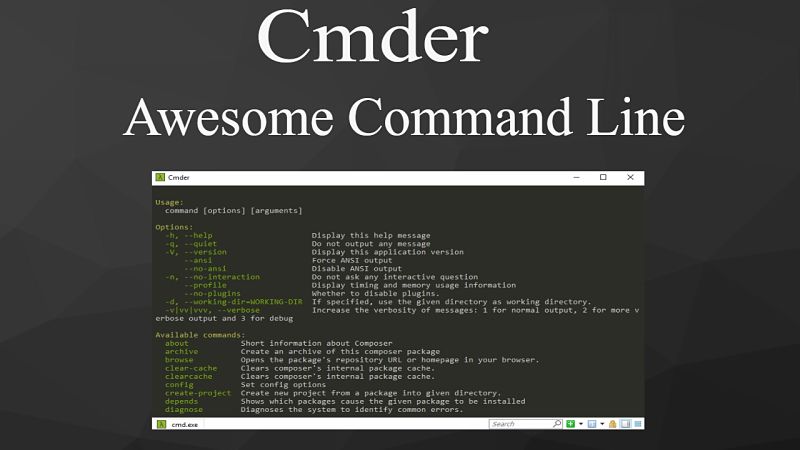 Cmder
Awesome Command Line
Cmder
Usage:
command [options] [arguments]
Options:
-h, --help Display this help message
-q, --quiet Do not output any message
-V, --version Display this application version
--ansi Force ANSI output
--no-ansi Disable ANSI output
-n, --no-interaction Do not ask any interactive question
--profile Display timing and memory usage information
--no-plugins Whether to disable plugins.
-d, --working-dir=WORKING-DIR If specified, use the given directory as working directory.
-v|vv|vvv, --verbose Increase the verbosity of messages: 1 for normal output, 2 for more v
erbose output and 3 for debug
Available commands:
about Short information about Composer
archive Create an archive of this composer package
browse Opens the package's repository URL or homepage in your browser.
clear-cache Clears composer's internal package cache.
clearcache Clears composer's internal package cache.
config Set config options
create-project Create new project from a package into given directory.
depends Shows which packages cause the given package to be installed
diagnose Diagnoses the system to identify common errors.
cmd.exe Search